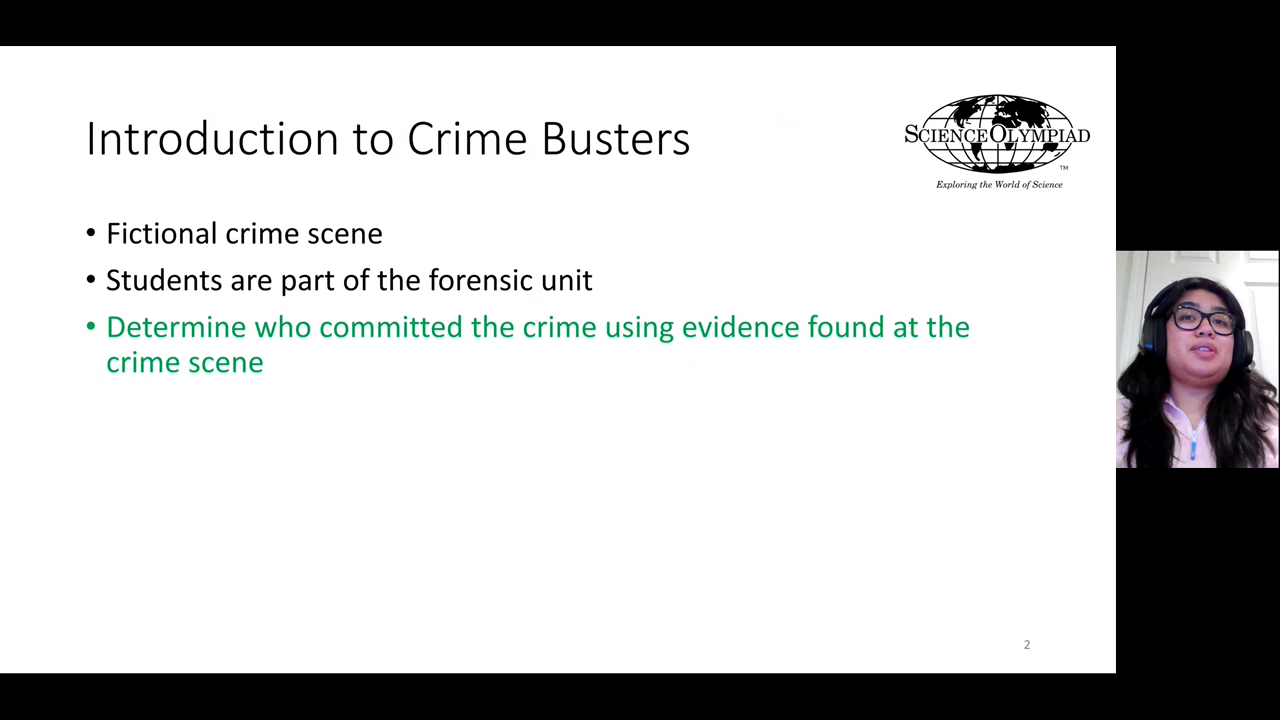 Introduction to Crime Busters
SCIENCE OLYMPIAD
TM
Exploring the World of Science
• Fictional crime scene
• Students are part of the forensic unit
• Determine who committed the crime using evidence found at the
crime scene
2